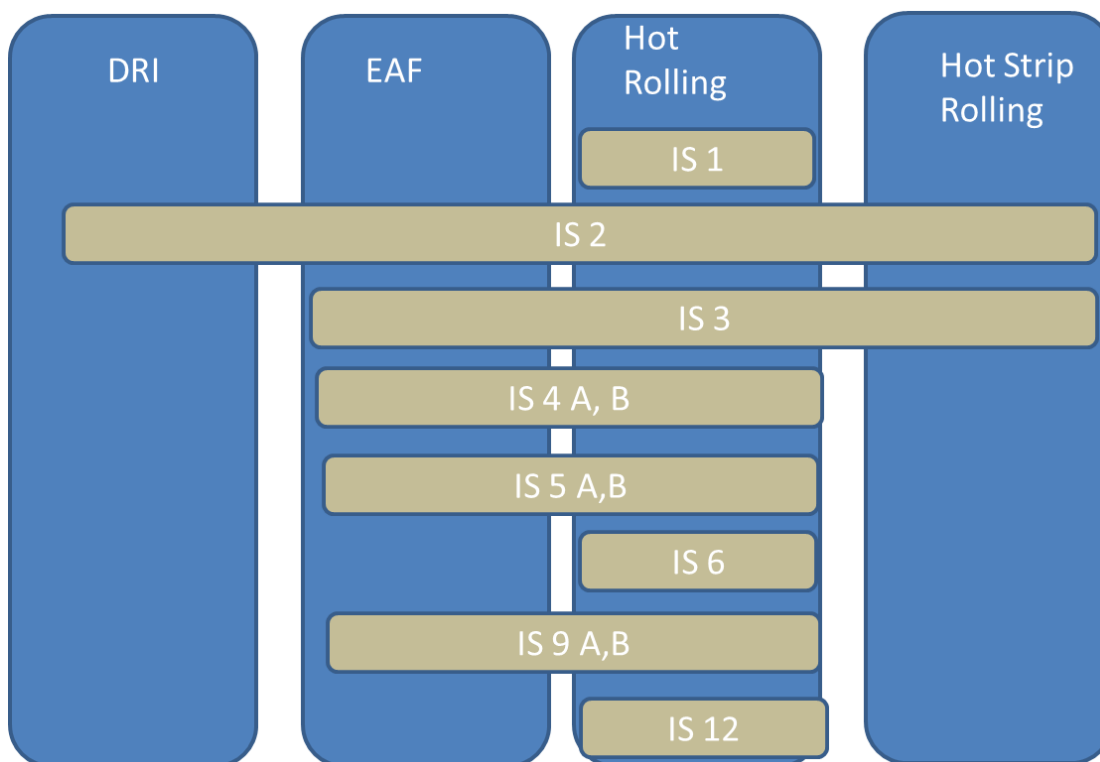 DRI
EAF
Hot
Rolling
Hot Strip
Rolling
IS 1
IS 2
IS 3
IS 4 A, B
IS 5 A,B
IS 6
IS 9 A,B
IS 12